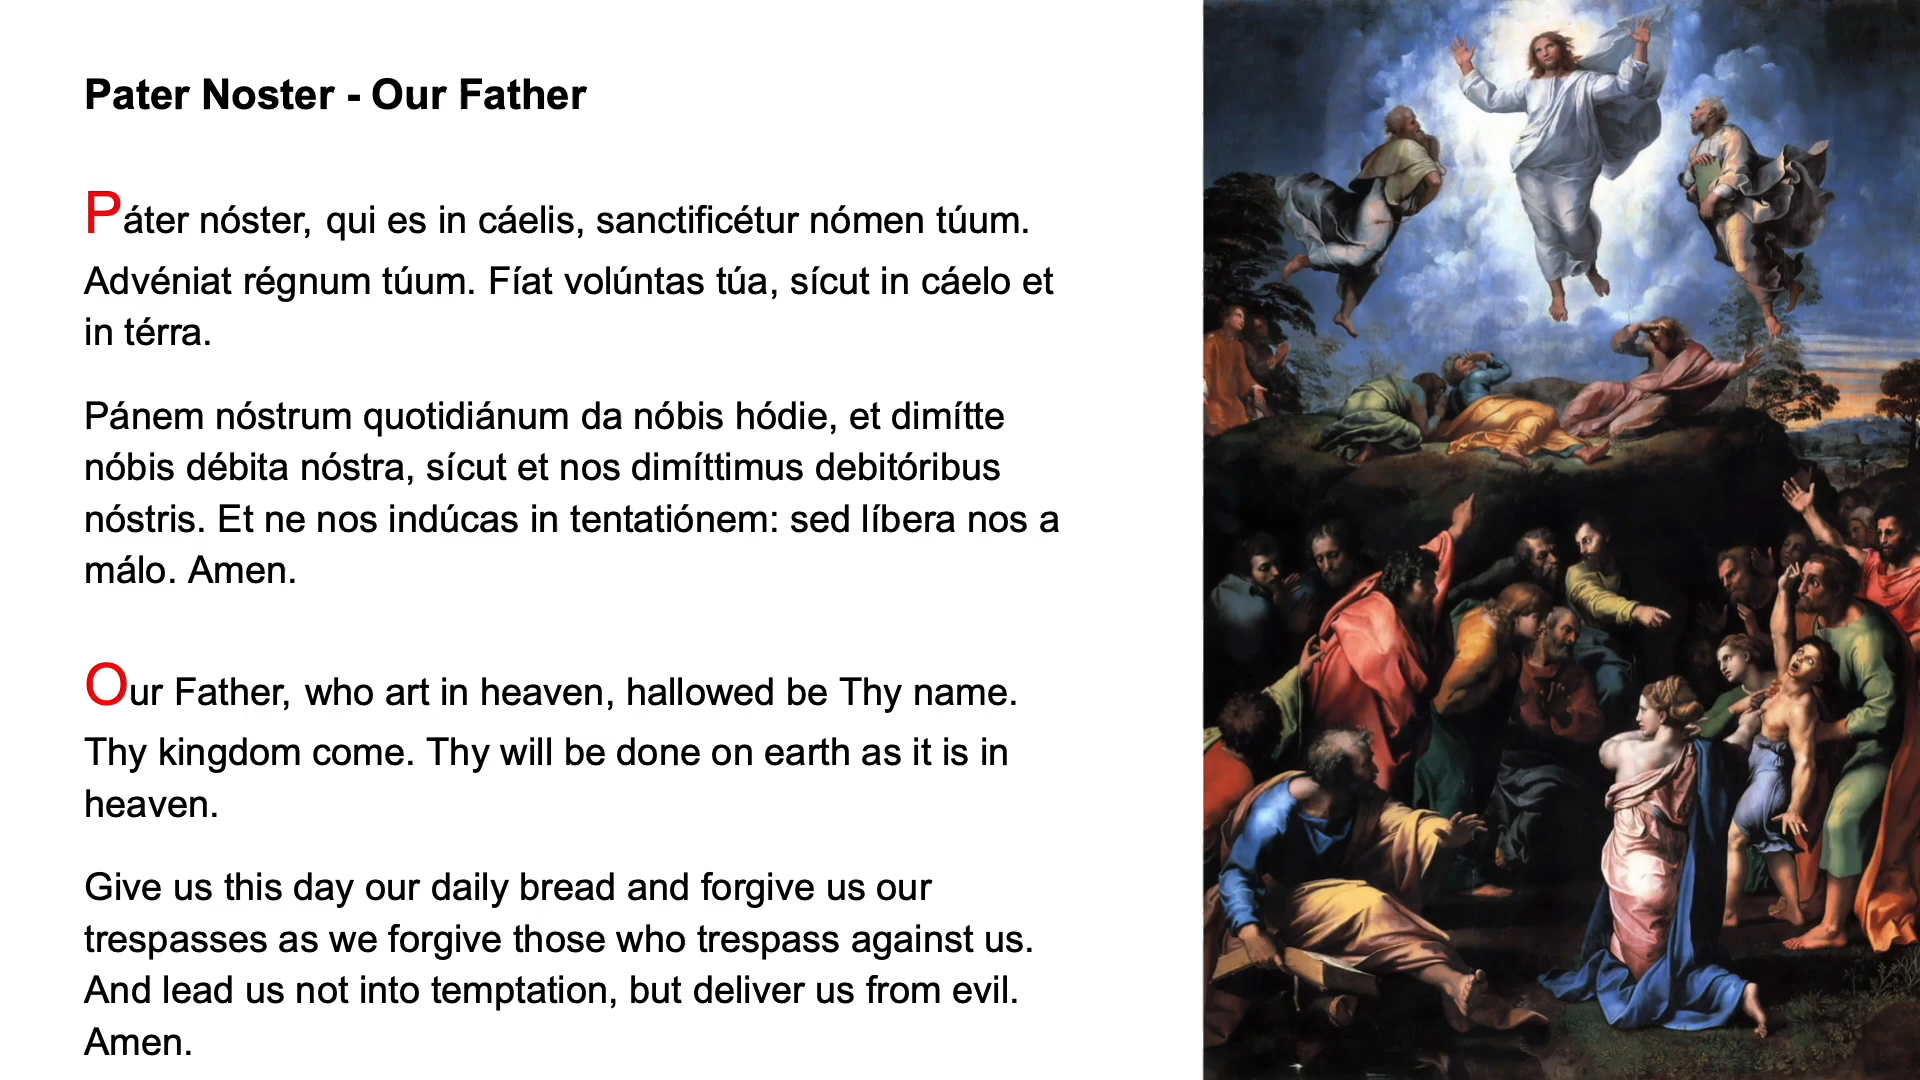 Pater Noster - Our Father
Páter nóster, qui es in cáelis, sanctificétur nómen túum.
Advéniat régnum túum. Fíat volúntas túa, sícut in cáelo et
in térra.
Pánem nóstrum quotidiánum da nóbis hódie, et dimítte
nóbis débita nóstra, sícut et nos dimíttimus debitóribus
nóstris. Et ne nos indúcas in tentatiónem: sed líbera nos a
málo. Amen.
Our Father, who art in heaven, hallowed be Thy name.
Thy kingdom come. Thy will be done on earth as it is in
heaven.
Give us this day our daily bread and forgive us our
trespasses as we forgive those who trespass against us.
And lead us not into temptation, but deliver us from evil.
Amen.